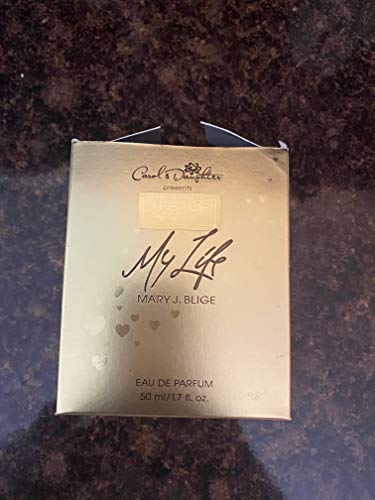 Carol's Daughter
presents
My Life
MARY J. BLIGE
EAU DE PARFUM
50 ml/1.7 fl. oz.